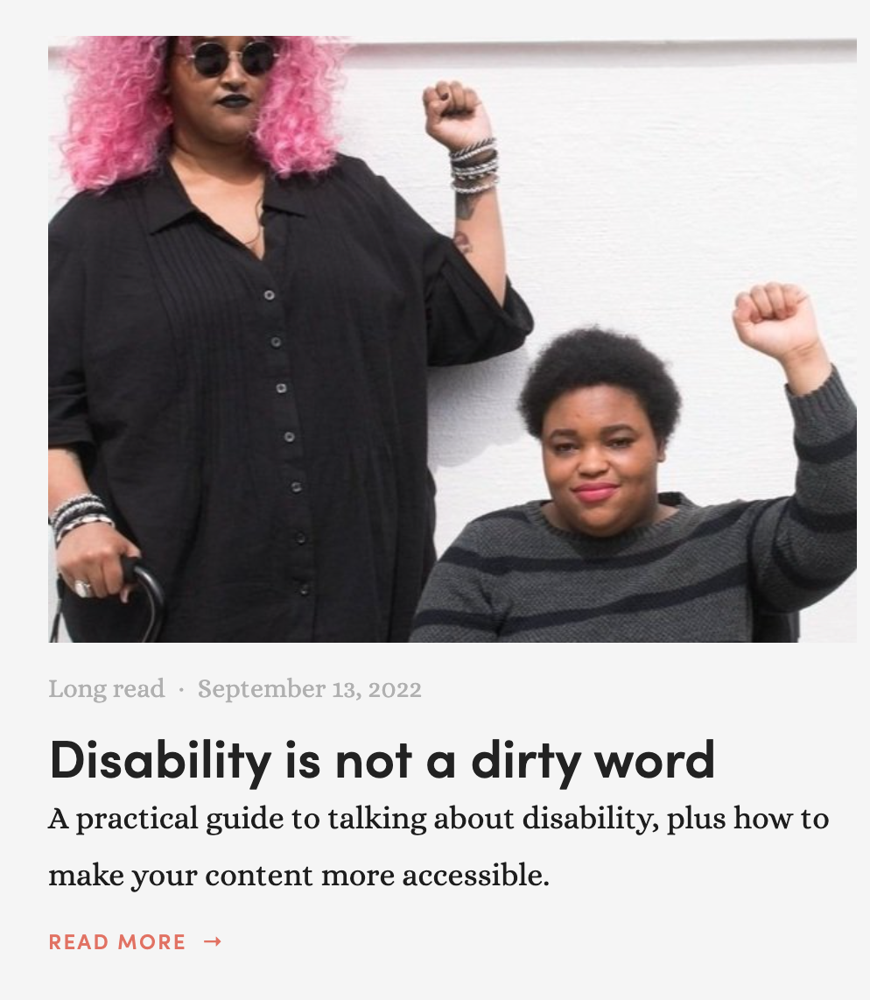 Long read · September 13, 2022
Disability is not a dirty word
A practical guide to talking about disability, plus how to
make your content more accessible.
READ MORE →